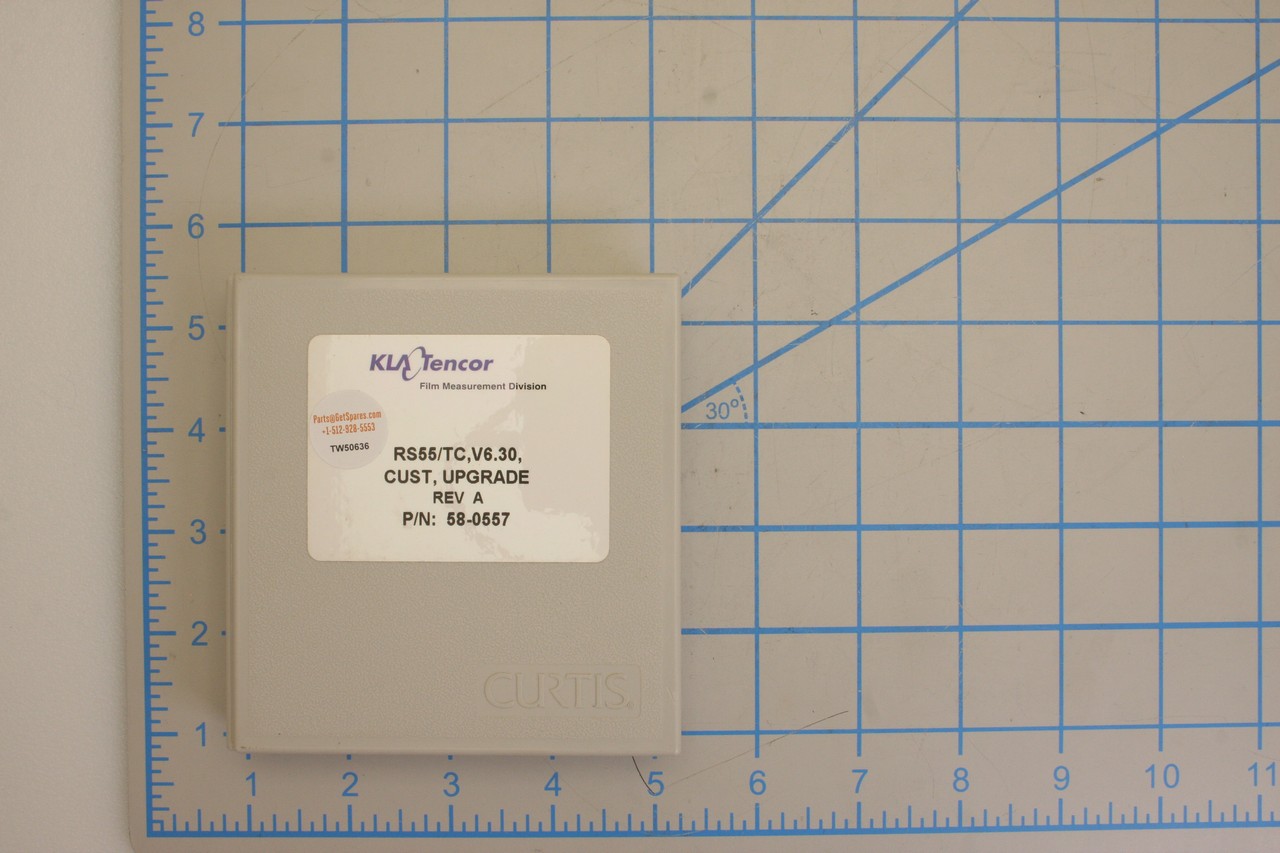 8
7
6
5
4
3
2
1
30°
KLA Tencor
Film Measurement Division
Parts@GetSpares.com
+1-512-928-5553
TW50636
RS55/TC,V6.30,
CUST, UPGRADE
REV A
P/N: 58-0557
CURTIS®
1 2 3 4 5 6 7 8 9 10 11